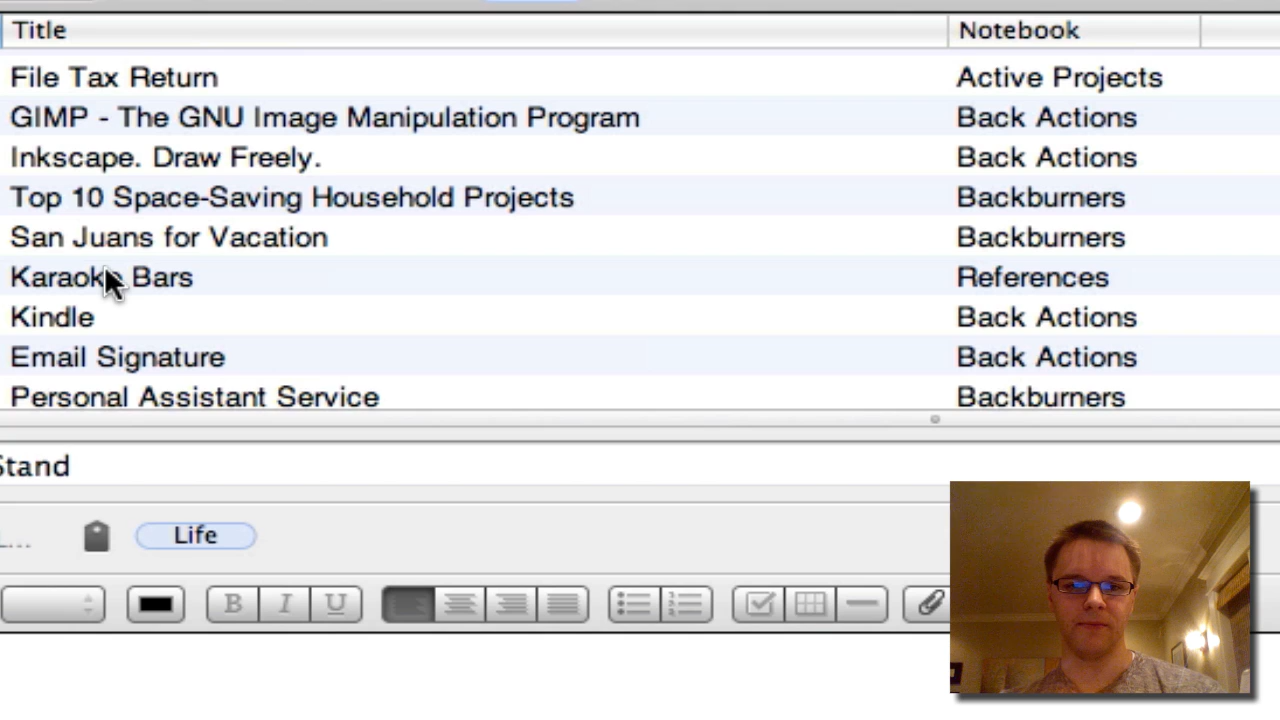 Title Notebook
File Tax Return Active Projects
GIMP - The GNU Image Manipulation Program Back Actions
Inkscape. Draw Freely. Back Actions
Top 10 Space-Saving Household Projects Backburners
San Juans for Vacation Backburners
Karaoke Bars References
Kindle Back Actions
Email Signature Back Actions
Personal Assistant Service Backburners
Stand
Life
B I U